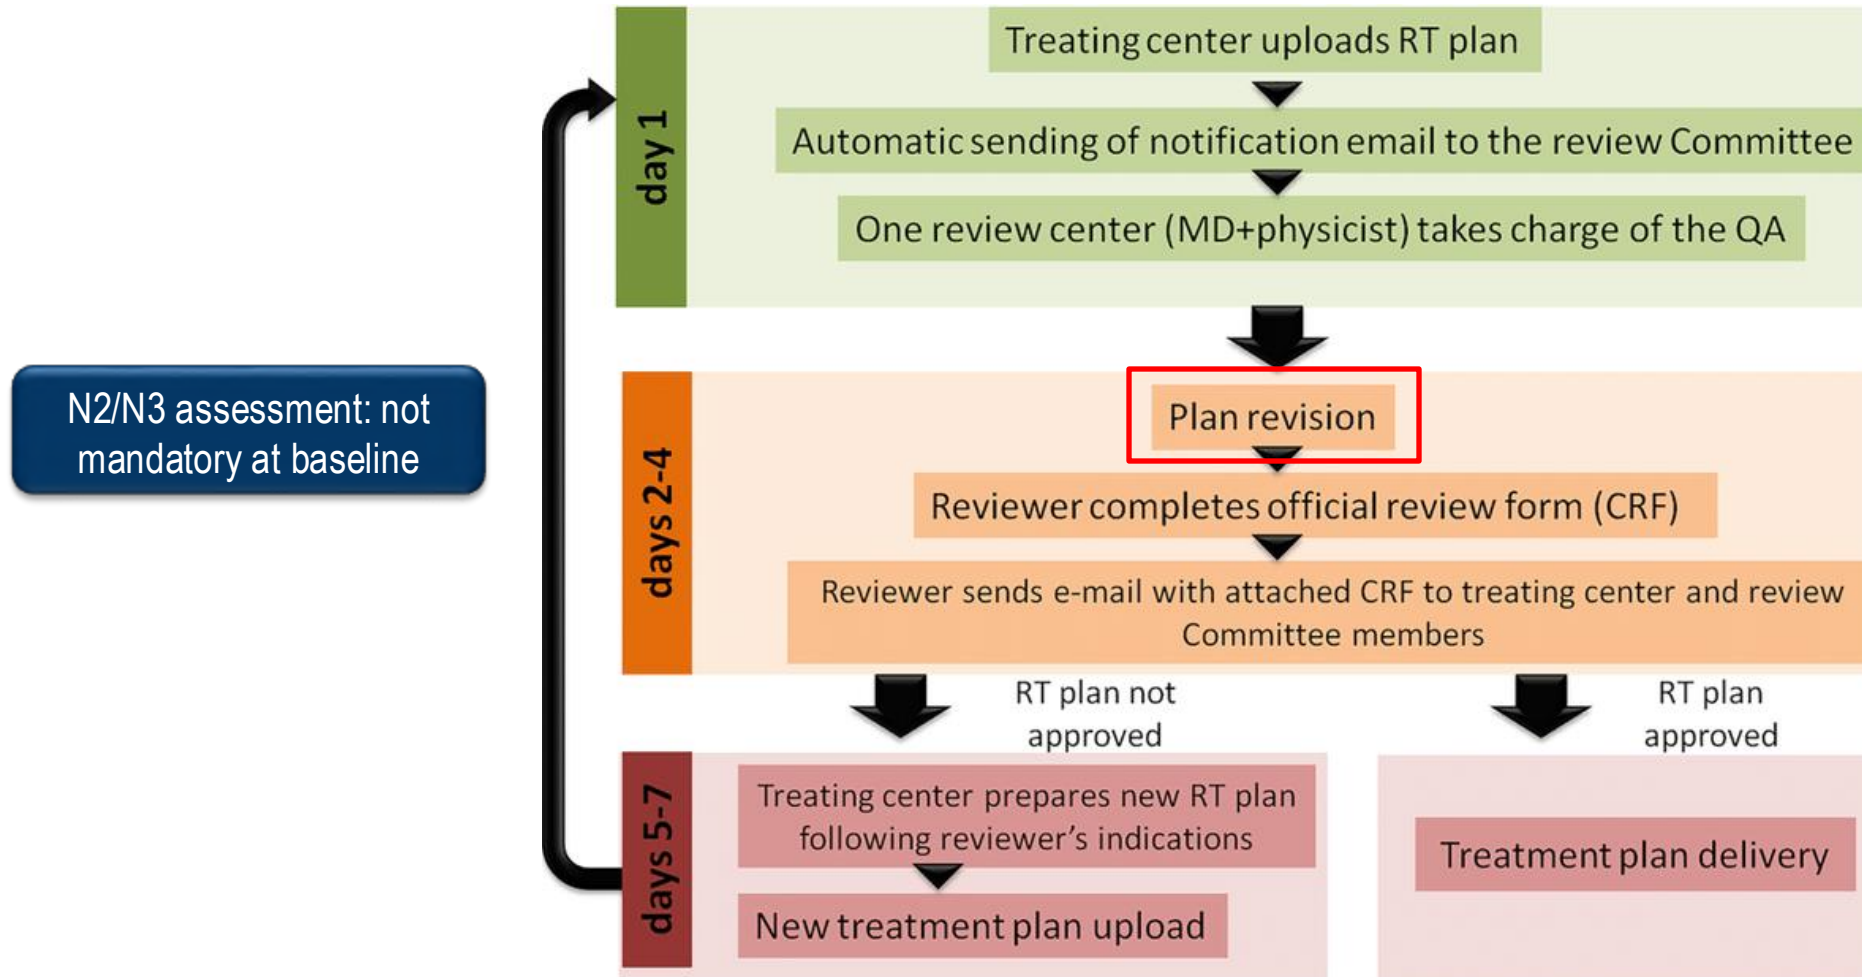 Treating center uploads RT plan
day 1
Automatic sending of notification email to the review Committee
One review center (MD+physicist) takes charge of the QA
N2/N3 assessment: not
mandatory at baseline
days 2-4
Plan revision
Reviewer completes official review form (CRF)
Reviewer sends e-mail with attached CRF to treating center and review
Committee members
RT plan not
approved
RT plan
approved
days 5-7
Treating center prepares new RT plan
following reviewer’s indications
New treatment plan upload
Treatment plan delivery